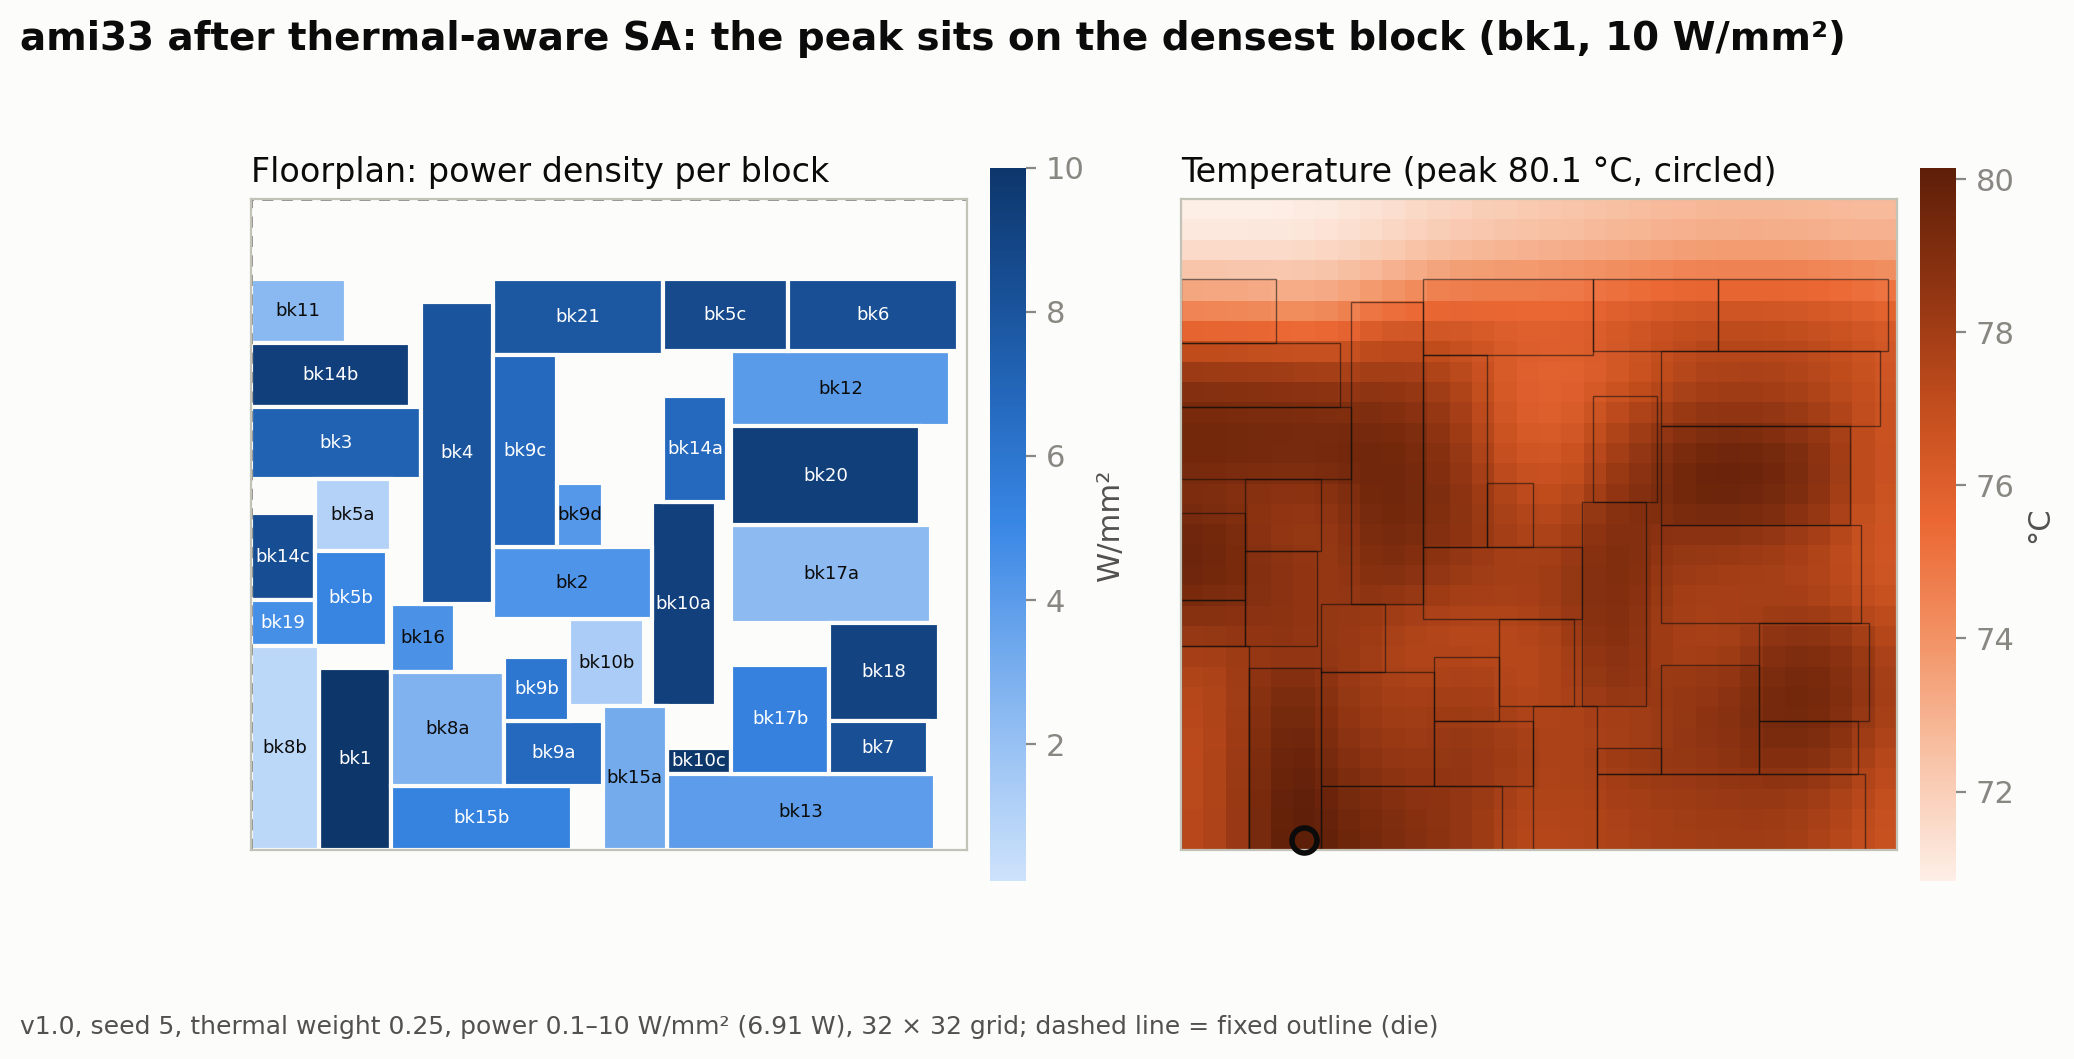 ami33 after thermal-aware SA: the peak sits on the densest block (bk1, 10 W/mm²)
Floorplan: power density per block
bk11
bk21
bk5c
bk6
bk14b
bk12
bk3
bk4
bk9c
bk14a
bk20
bk5a
bk9d
bk14c
bk5b
bk2
bk10a
bk17a
bk19
bk16
bk10b
bk18
bk8b
bk9b
bk17b
bk8a
bk1
bk9a
bk15a
bk10c
bk7
bk15b
bk13
10
8
6
4
2
W/mm²
Temperature (peak 80.1 °C, circled)
80
78
76
74
72
°C
v1.0, seed 5, thermal weight 0.25, power 0.1–10 W/mm² (6.91 W), 32 × 32 grid; dashed line = fixed outline (die)